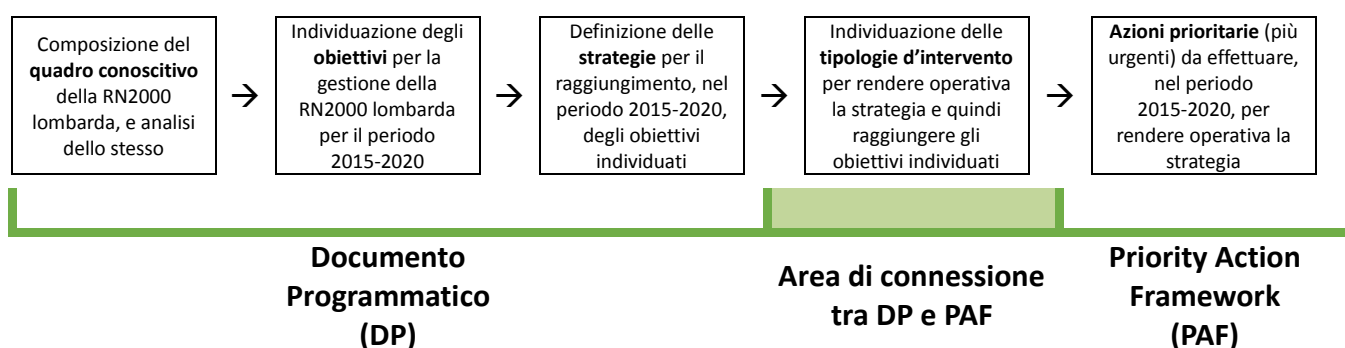 Composizione del
quadro conoscitivo
della RN2000
lombarda, e analisi
dello stesso
→
Individuazione degli
obiettivi per la
gestione della
RN2000 lombarda
per il periodo
2015-2020
→
Definizione delle
strategie per il
raggiungimento, nel
periodo 2015-2020,
degli obiettivi
individuati
→
Individuazione delle
tipologie d’intervento
per rendere operativa
la strategia e quindi
raggiungere gli
obiettivi individuati
→
Azioni prioritarie (più
urgenti) da effettuare,
nel periodo
2015-2020, per
rendere operativa la
strategia
Documento
Programmatico
(DP)
Area di connessione
tra DP e PAF
Priority Action
Framework
(PAF)